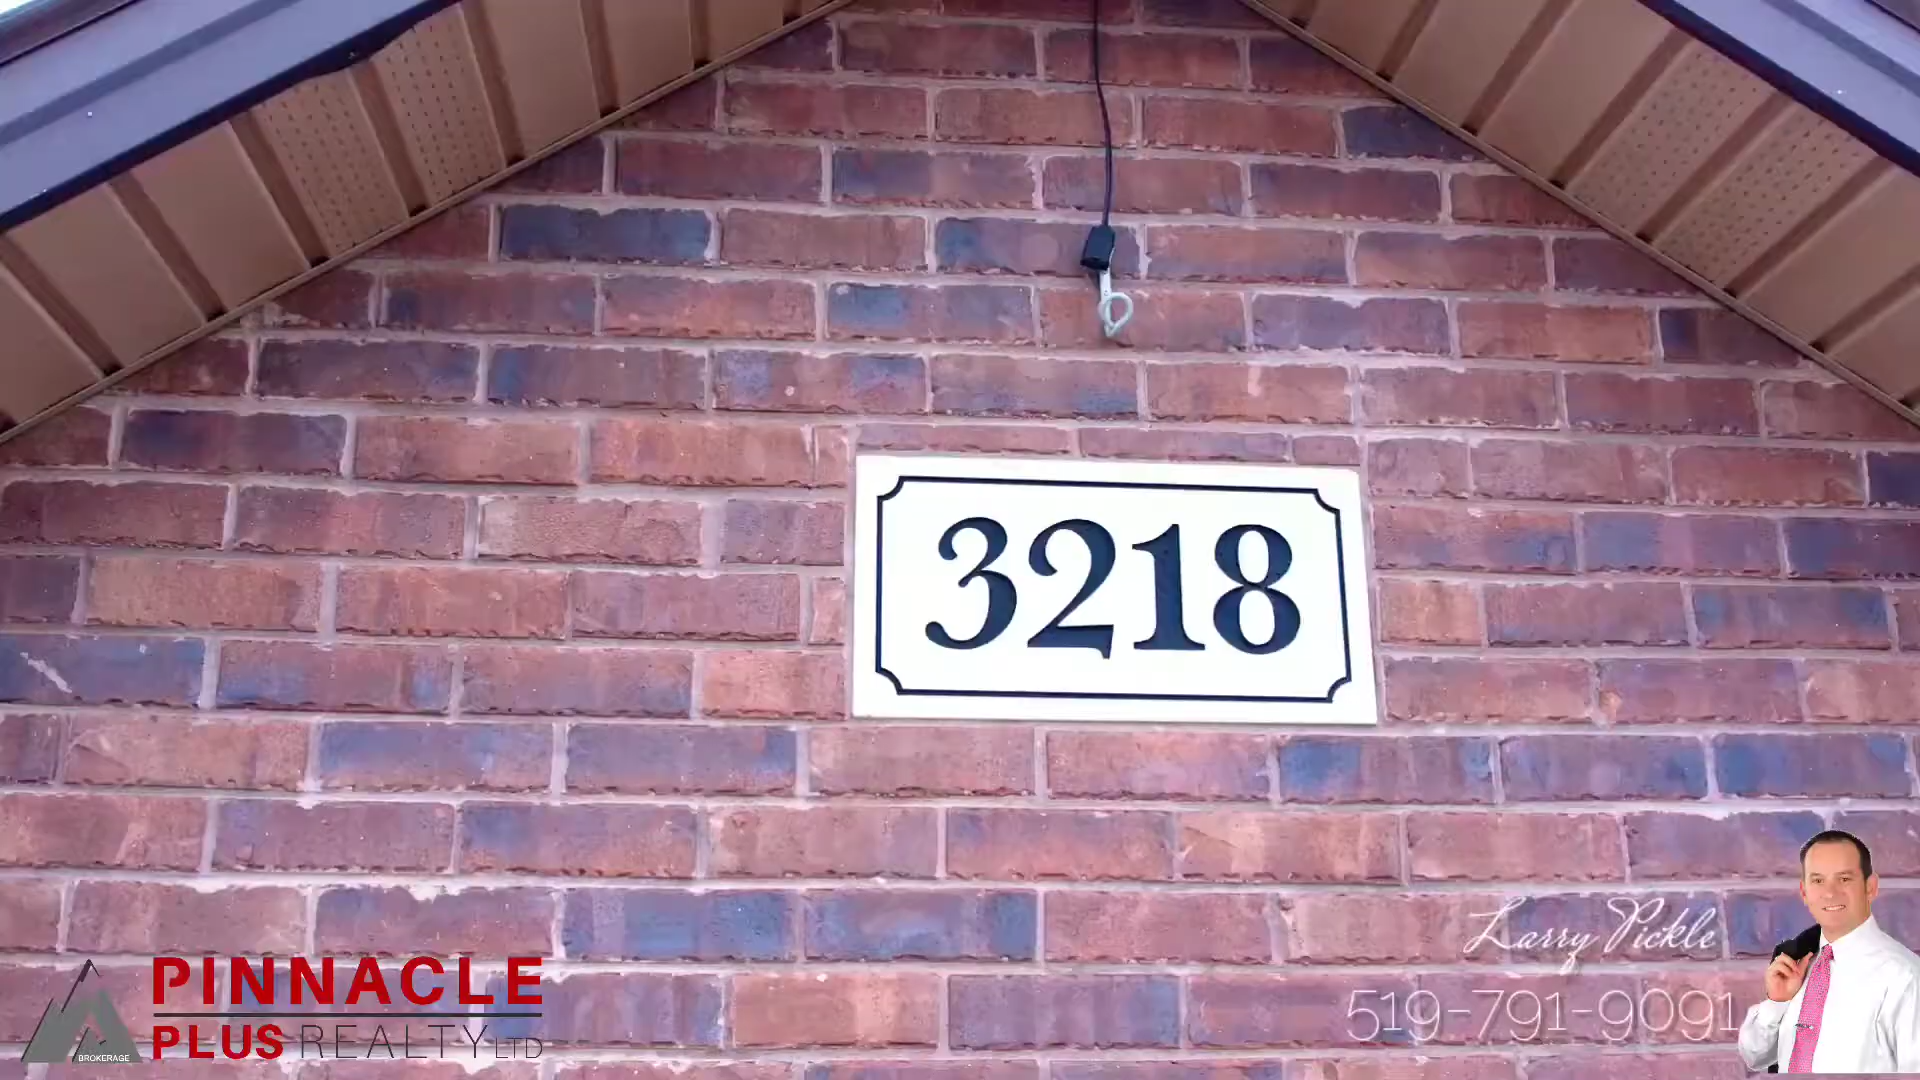 3218
Larry Pickle
519-791-9091
PINNACLE
PLUS REALTY LTD
BROKERAGE